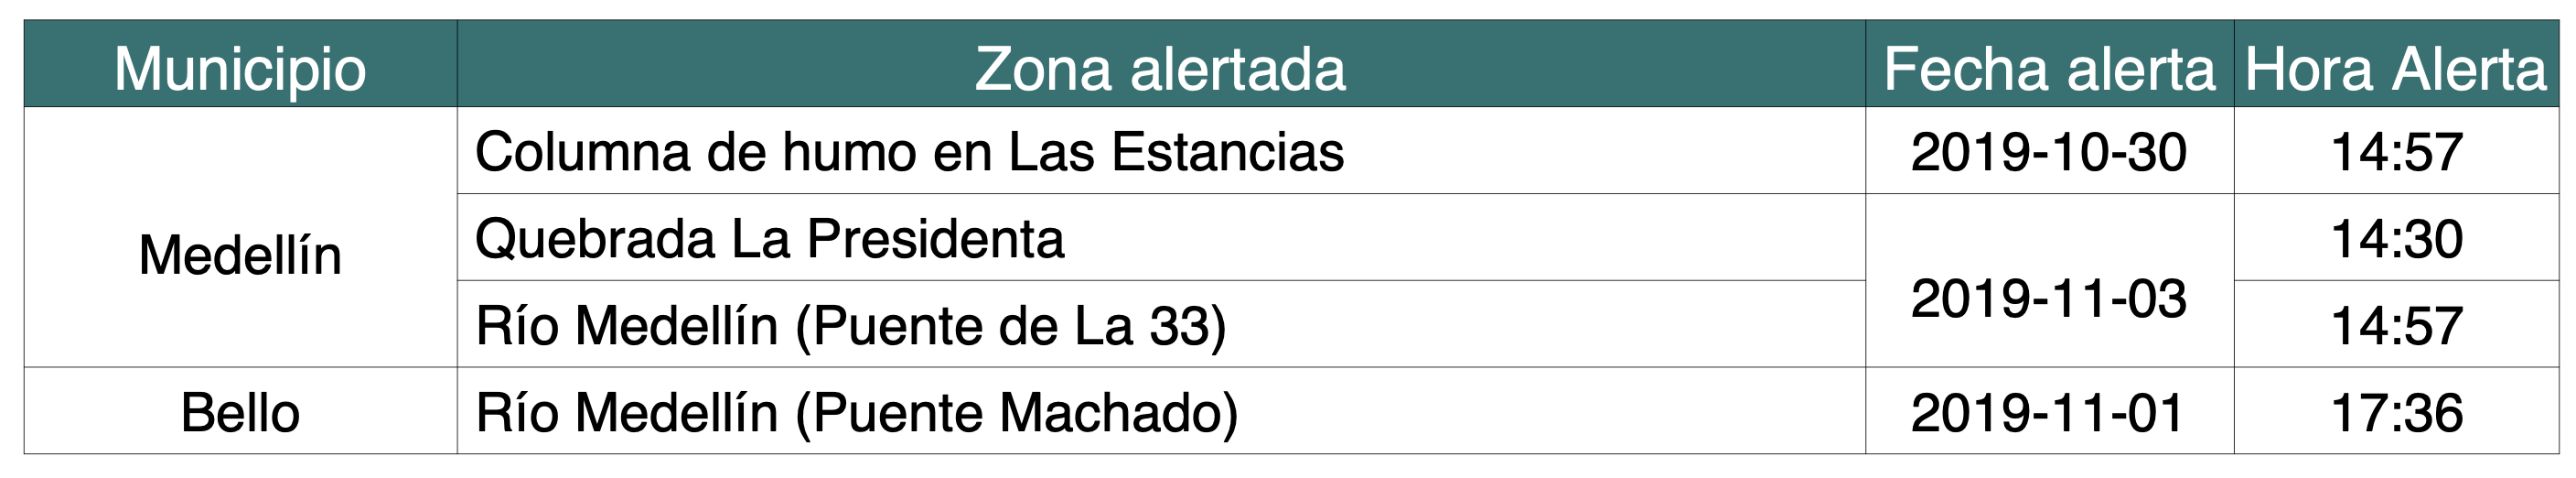 Municipio Zona alertada Fecha alerta Hora Alerta
Columna de humo en Las Estancias 2019-10-30 14:57
Medellín Quebrada La Presidenta 2019-11-03 14:30
Río Medellín (Puente de La 33) 14:57
Bello Río Medellín (Puente Machado) 2019-11-01 17:36